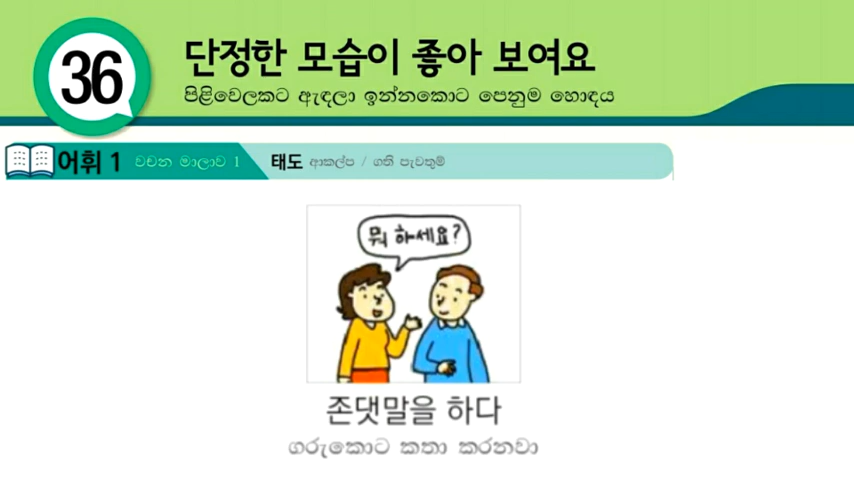 36
단정한 모습이 좋아 보여요
පිළිවෙලකට ඇඳලා ඉන්නකොට පෙනුම හොඳය
어휘 1 වචන මාලාව 1 태도 ආකල්ප / ගති පැවතුම්
뭐 하세요?
존댓말을 하다
ගරුකොට කතා කරනවා